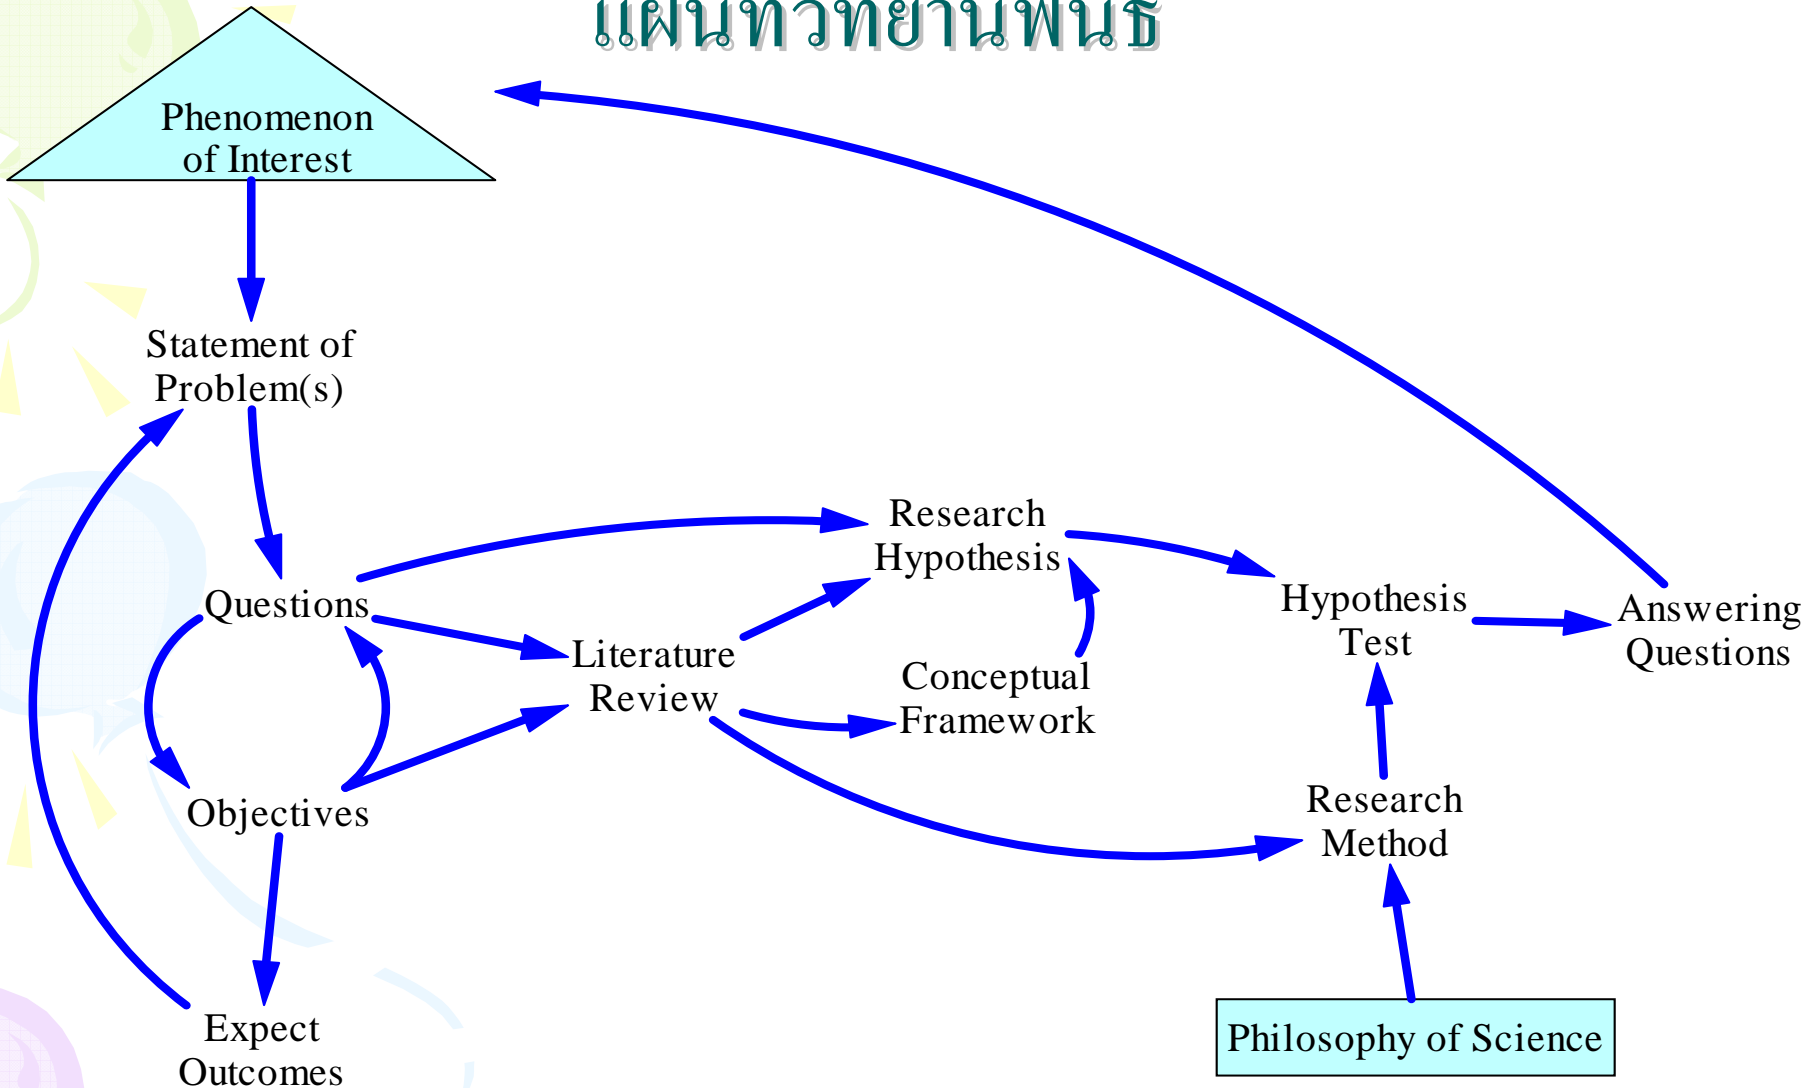 แผนที่วิทยานิพนธ์
Phenomenon
of Interest
Statement of
Problem(s)
Research
Hypothesis
Questions
Hypothesis
Test
Answering
Questions
Literature
Review
Conceptual
Framework
Objectives
Research
Method
Expect
Outcomes
Philosophy of Science